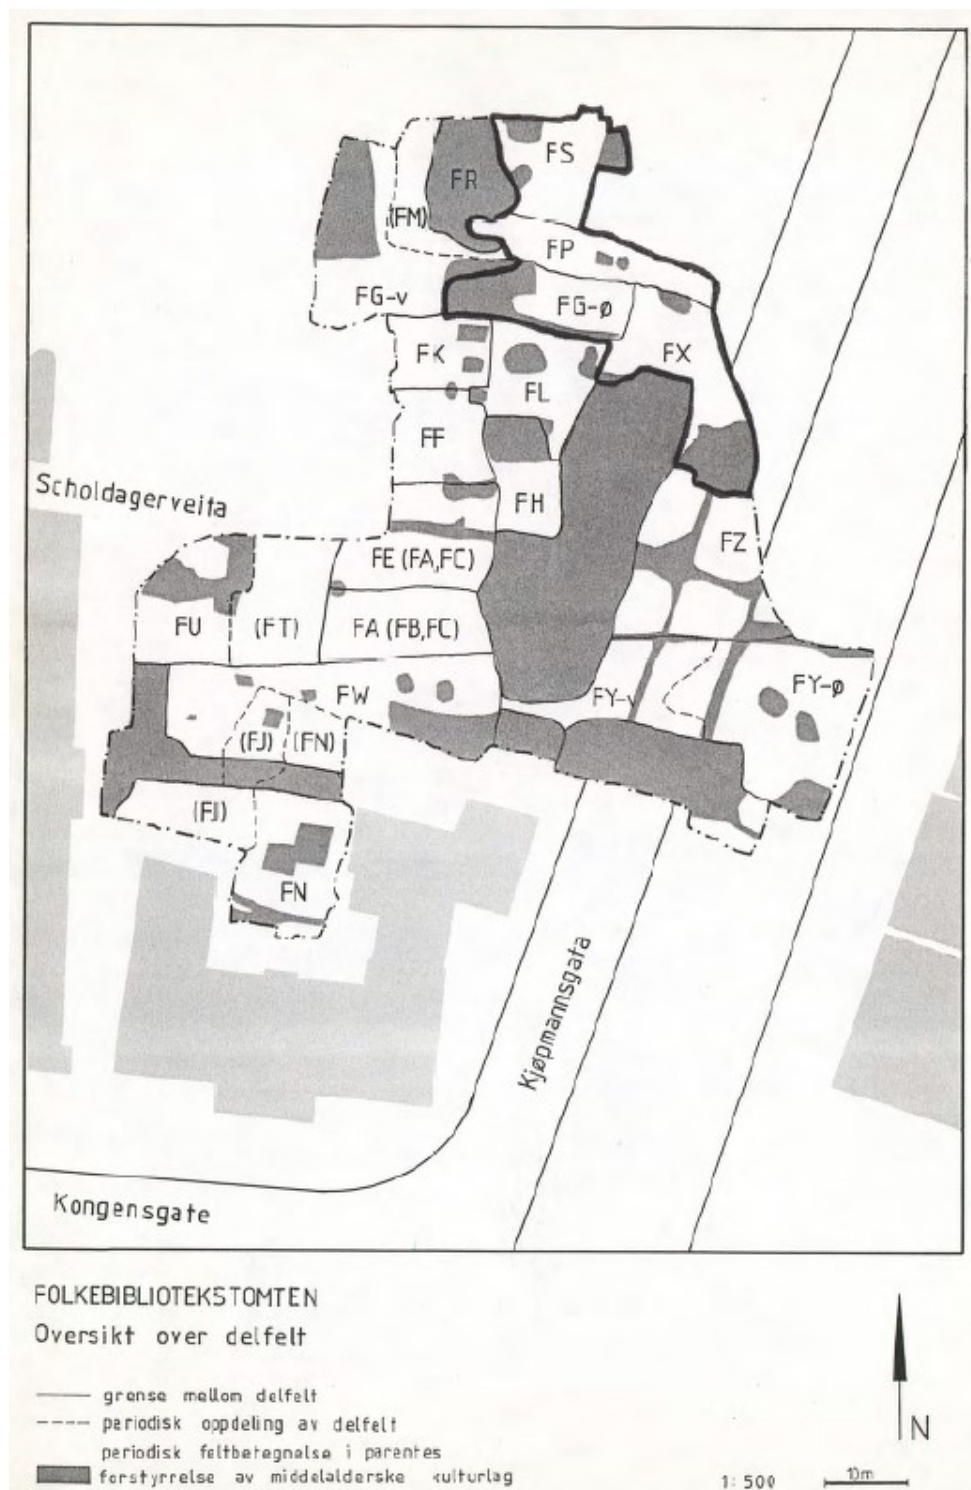 FS
FR
(FM)
FP
FG-v
FG-ø
FK
FX
FL
FF
Scholdagerveita
FH
FZ
FE (FA,FC)
FU
(FT)
FA (FB,FC)
FW
FY-v
FY-ø
(FJ)
(FN)
(FJ)
FN
Kjøpmannsgata
Kongensgate
FOLKEBIBLIOTEKSTOMTEN
Oversikt over delfelt
grense mellom delfelt
periodisk oppdeling av delfelt
periodisk feltbetegnelse i parentes
forstyrrelse av middelalderske kulturlag
N
1:500
10m